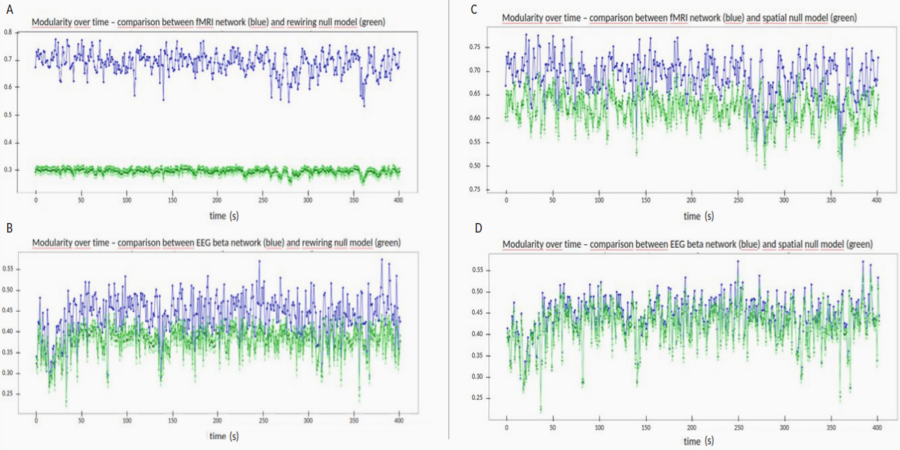 A
Modularity over time – comparison between fMRI network (blue) and rewiring null model (green)
0.8
0.7
0.6
0.5
0.4
0.3
0 50 100 150 200 250 300 350 400
time (s)
B
Modularity over time – comparison between EEG beta network (blue) and rewiring null model (green)
0.55
0.50
0.45
0.40
0.35
0.30
0.25
0 50 100 150 200 250 300 350 400
time (s)
C
Modularity over time – comparison between fMRI network (blue) and spatial null model (green)
0.75
0.70
0.65
0.60
0.55
0.50
0.75
0 50 100 150 200 250 300 350 400
time (s)
D
Modularity over time – comparison between EEG beta network (blue) and spatial null model (green)
0.55
0.50
0.45
0.40
0.35
0.30
0.25
0 50 100 150 200 250 300 350 400
time (s)